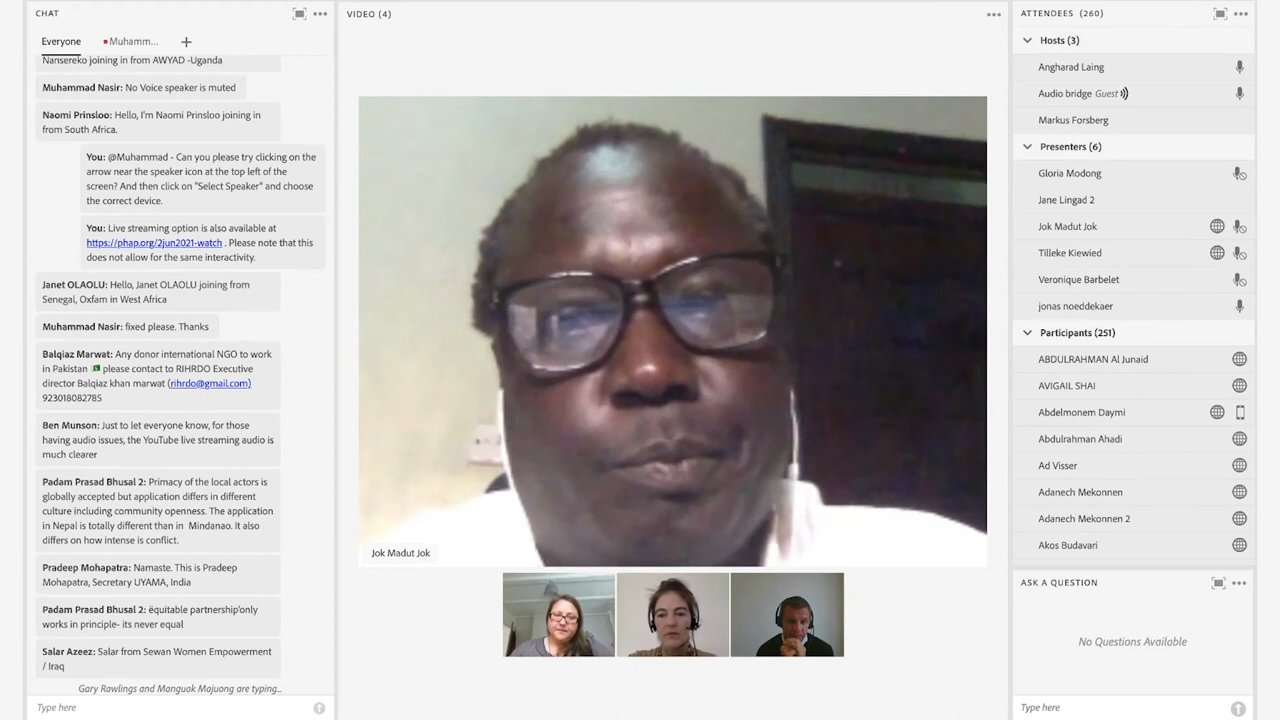 CHAT
Everyone
Muhamm...
Nansereko joining in from AWYAD -Uganda
Muhammad Nasir: No Voice speaker is muted
Naomi Prinsloo: Hello, I'm Naomi Prinsloo joining in
from South Africa.
You: @Muhammad - Can you please try clicking on the
arrow near the speaker icon at the top left of the
screen? And then click on "Select Speaker" and choose
the correct device.
You: Live streaming option is also available at
https://phap.org/2jun2021-watch . Please note that this
does not allow for the same interactivity.
Janet OLAOLU: Hello, Janet OLAOLU joining from
Senegal, Oxfam in West Africa
Muhammad Nasir: fixed please. Thanks
Balqiaz Marwat: Any donor international NGO to work
in Pakistan 🇵🇰 please contact to RIHRDO Executive
director Balqiaz khan marwat (rihrdo@gmail.com)
923018082785
Ben Munson: Just to let everyone know, for those
having audio issues, the YouTube live streaming audio is
much clearer
Padam Prasad Bhusal 2: Primacy of the local actors is
globally accepted but application differs in different
culture including community openness. The application
in Nepal is totally different than in  Mindanao. It also
differs on how intense is conflict.
Pradeep Mohapatra: Namaste. This is Pradeep
Mohapatra, Secretary UYAMA, India
Padam Prasad Bhusal 2: ëquitable partnership'only
works in principle- its never equal
Salar Azeez: Salar from Sewan Women Empowerment
/ Iraq
Gary Rawlings and Manguak Majuong are typing...
Type here
VIDEO (4)
Jok Madut Jok
ATTENDEES (260)
Hosts (3)
Angharad Laing
Audio bridge Guest
Markus Forsberg
Presenters (6)
Gloria Modong
Jane Lingad 2
Jok Madut Jok
Tilleke Kiewied
Veronique Barbelet
jonas noeddekaer
Participants (251)
ABDULRAHMAN Al Junaid
AVIGAIL SHAI
Abdelmonem Daymi
Abdulrahman Ahadi
Ad Visser
Adanech Mekonnen
Adanech Mekonnen 2
Akos Budavari
ASK A QUESTION
No Questions Available
Type here